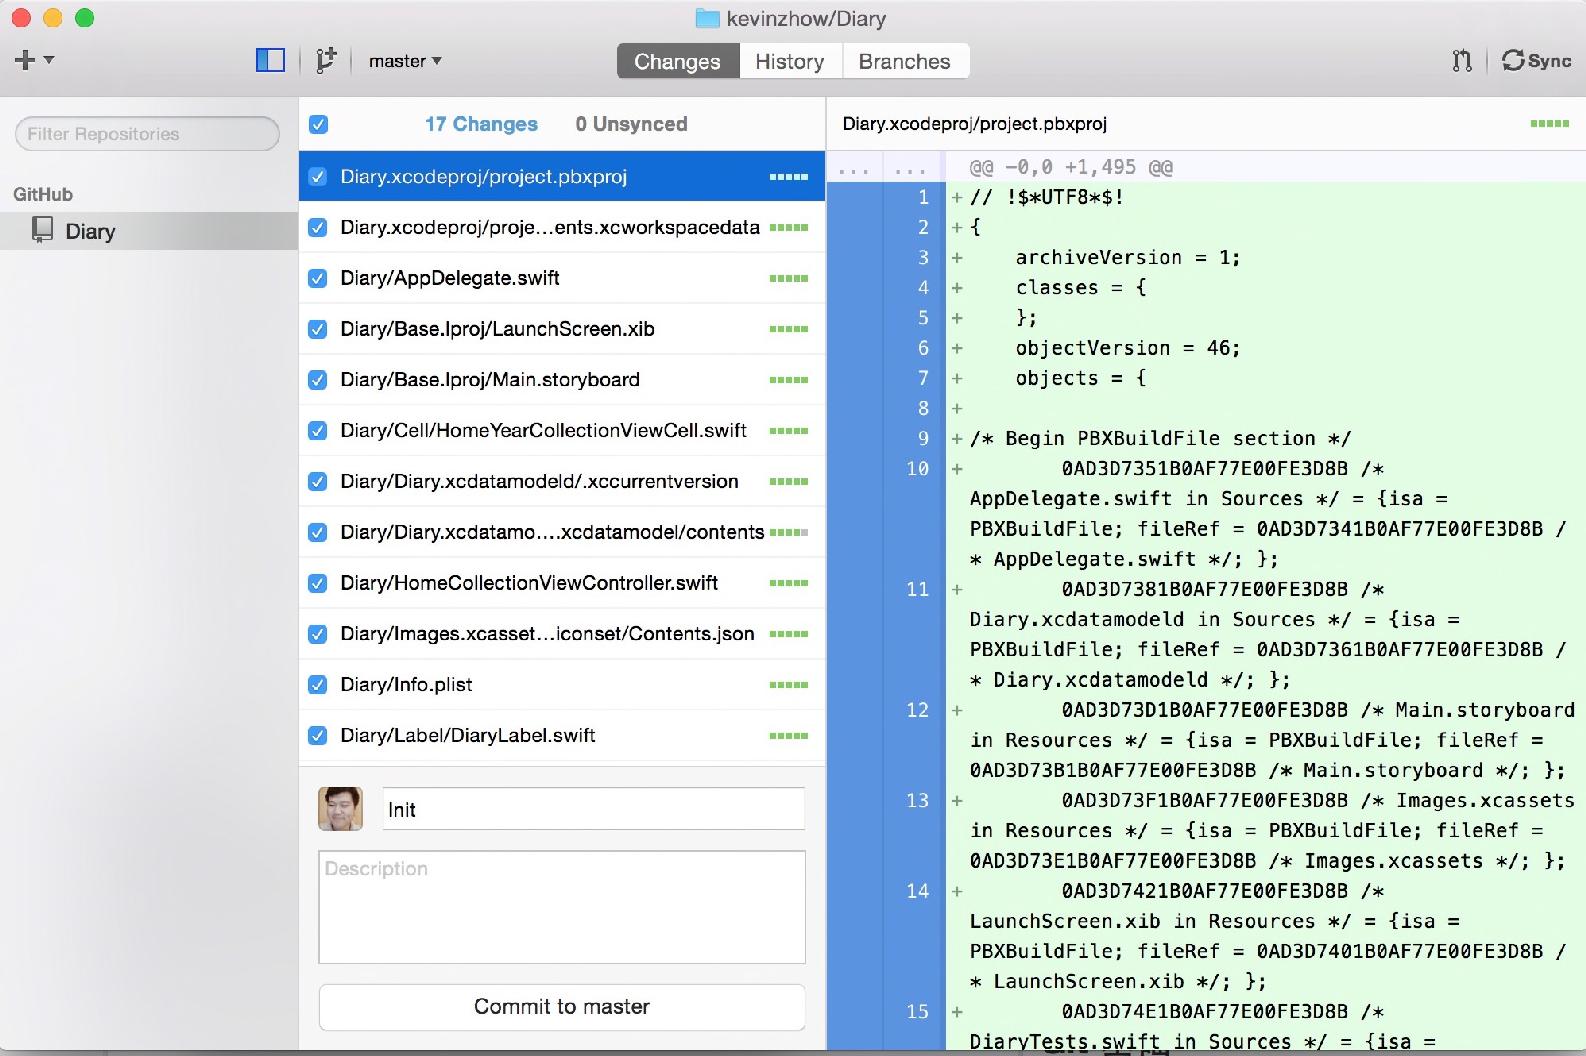 kevinzhow/Diary
master
Changes
History
Branches
Sync
Filter Repositories
GitHub
Diary
17 Changes
0 Unsynced
Diary.xcodeproj/project.pbxproj
Diary.xcodeproj/proje...ents.xcworkspacedata
Diary/AppDelegate.swift
Diary/Base.lproj/LaunchScreen.xib
Diary/Base.lproj/Main.storyboard
Diary/Cell/HomeYearCollectionViewCell.swift
Diary/Diary.xcdatamodeld/.xccurrentversion
Diary/Diary.xcdatamo....xcdatamodel/contents
Diary/HomeCollectionViewController.swift
Diary/Images.xcasset...iconset/Contents.json
Diary/Info.plist
Diary/Label/DiaryLabel.swift
Init
Description
Commit to master
Diary.xcodeproj/project.pbxproj
... ... @@ -0,0 +1,495 @@
1 + // !$*UTF8*$!
2 + {
3 + archiveVersion = 1;
4 + classes = {
5 + };
6 + objectVersion = 46;
7 + objects = {
8 +
9 + /* Begin PBXBuildFile section */
10 + 0AD3D7351B0AF77E00FE3D8B /*
AppDelegate.swift in Sources */ = {isa =
PBXBuildFile; fileRef = 0AD3D7341B0AF77E00FE3D8B /
* AppDelegate.swift */; };
11 + 0AD3D7381B0AF77E00FE3D8B /*
Diary.xcdatamodeld in Sources */ = {isa =
PBXBuildFile; fileRef = 0AD3D7361B0AF77E00FE3D8B /
* Diary.xcdatamodeld */; };
12 + 0AD3D73D1B0AF77E00FE3D8B /* Main.storyboard
in Resources */ = {isa = PBXBuildFile; fileRef =
0AD3D73B1B0AF77E00FE3D8B /* Main.storyboard */; };
13 + 0AD3D73F1B0AF77E00FE3D8B /* Images.xcassets
in Resources */ = {isa = PBXBuildFile; fileRef =
0AD3D73E1B0AF77E00FE3D8B /* Images.xcassets */; };
14 + 0AD3D7421B0AF77E00FE3D8B /*
LaunchScreen.xib in Resources */ = {isa =
PBXBuildFile; fileRef = 0AD3D7401B0AF77E00FE3D8B /
* LaunchScreen.xib */; };
15 + 0AD3D74E1B0AF77E00FE3D8B /*
DiaryTests.swift in Sources */ = {isa =